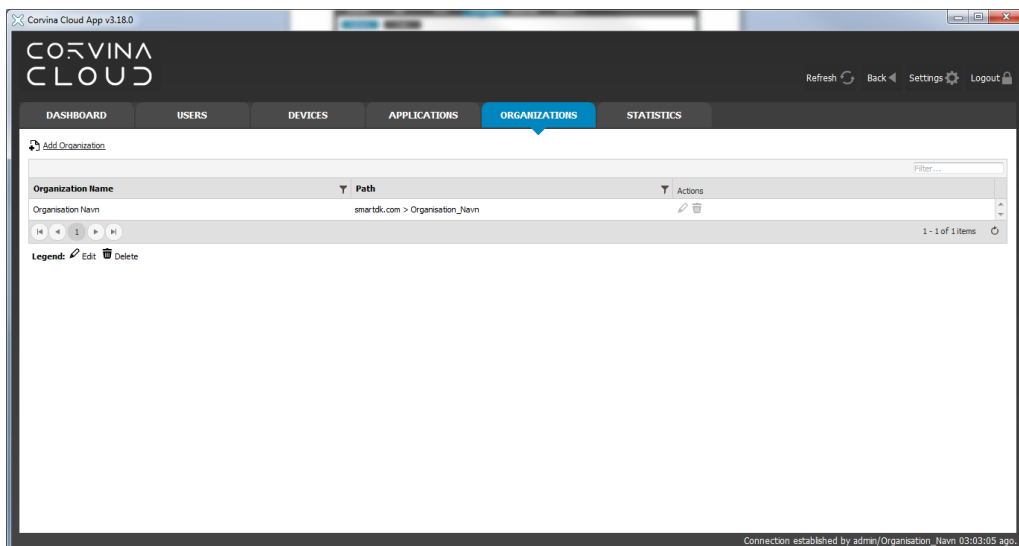 Corvina Cloud App v3.18.0
CORVINA
CLOUD
Refresh Back Settings Logout
DASHBOARD USERS DEVICES APPLICATIONS ORGANIZATIONS STATISTICS
Add Organization
Filter...
Organization Name Path Actions
Organisation Navn smartdk.com > Organisation_Navn
1 1 - 1 of 1 items
Legend: Edit Delete
Connection established by admin/Organisation_Navn 03:03:05 ago.